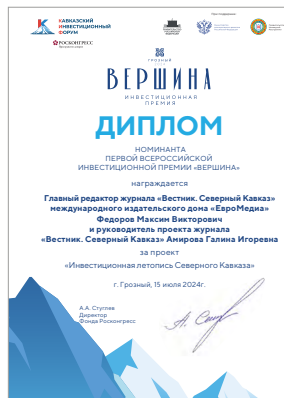 КАВКАЗСКИЙ
ИНВЕСТИЦИОННЫЙ
ФОРУМ
РОСКОНГРЕСС
ГРОЗНЫЙ
ВЕРШИНА
ИНВЕСТИЦИОННАЯ
ПРЕМИЯ
ДИПЛОМ
НОМИНАНТА
ПЕРВОЙ ВСЕРОССИЙСКОЙ
ИНВЕСТИЦИОННОЙ ПРЕМИИ «ВЕРШИНА»
награждается
Главный редактор журнала «Вестник. Северный Кавказ»
международного издательского дома «ЕвроМедиа»
Федоров Максим Викторович
и руководитель проекта журнала
«Вестник. Северный Кавказ» Амирова Галина Игоревна
за проект
«Инвестиционная летопись Северного Кавказа»
г. Грозный, 15 июля 2024г.
А.А. Стуглев
Директор
Фонда Росконгресс